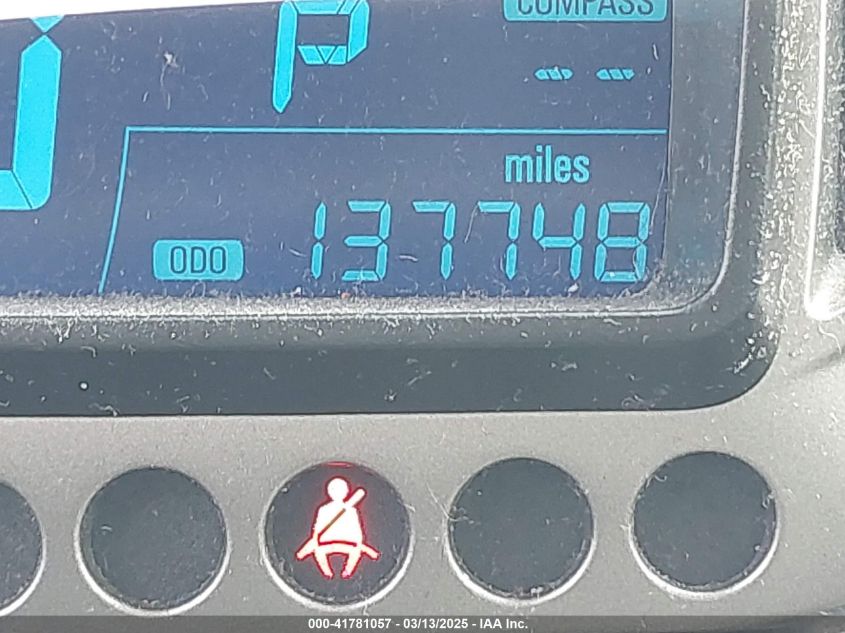 P
COMPASS
-- --
miles
ODO 137748
000-41781057 - 03/13/2025 - IAA Inc.